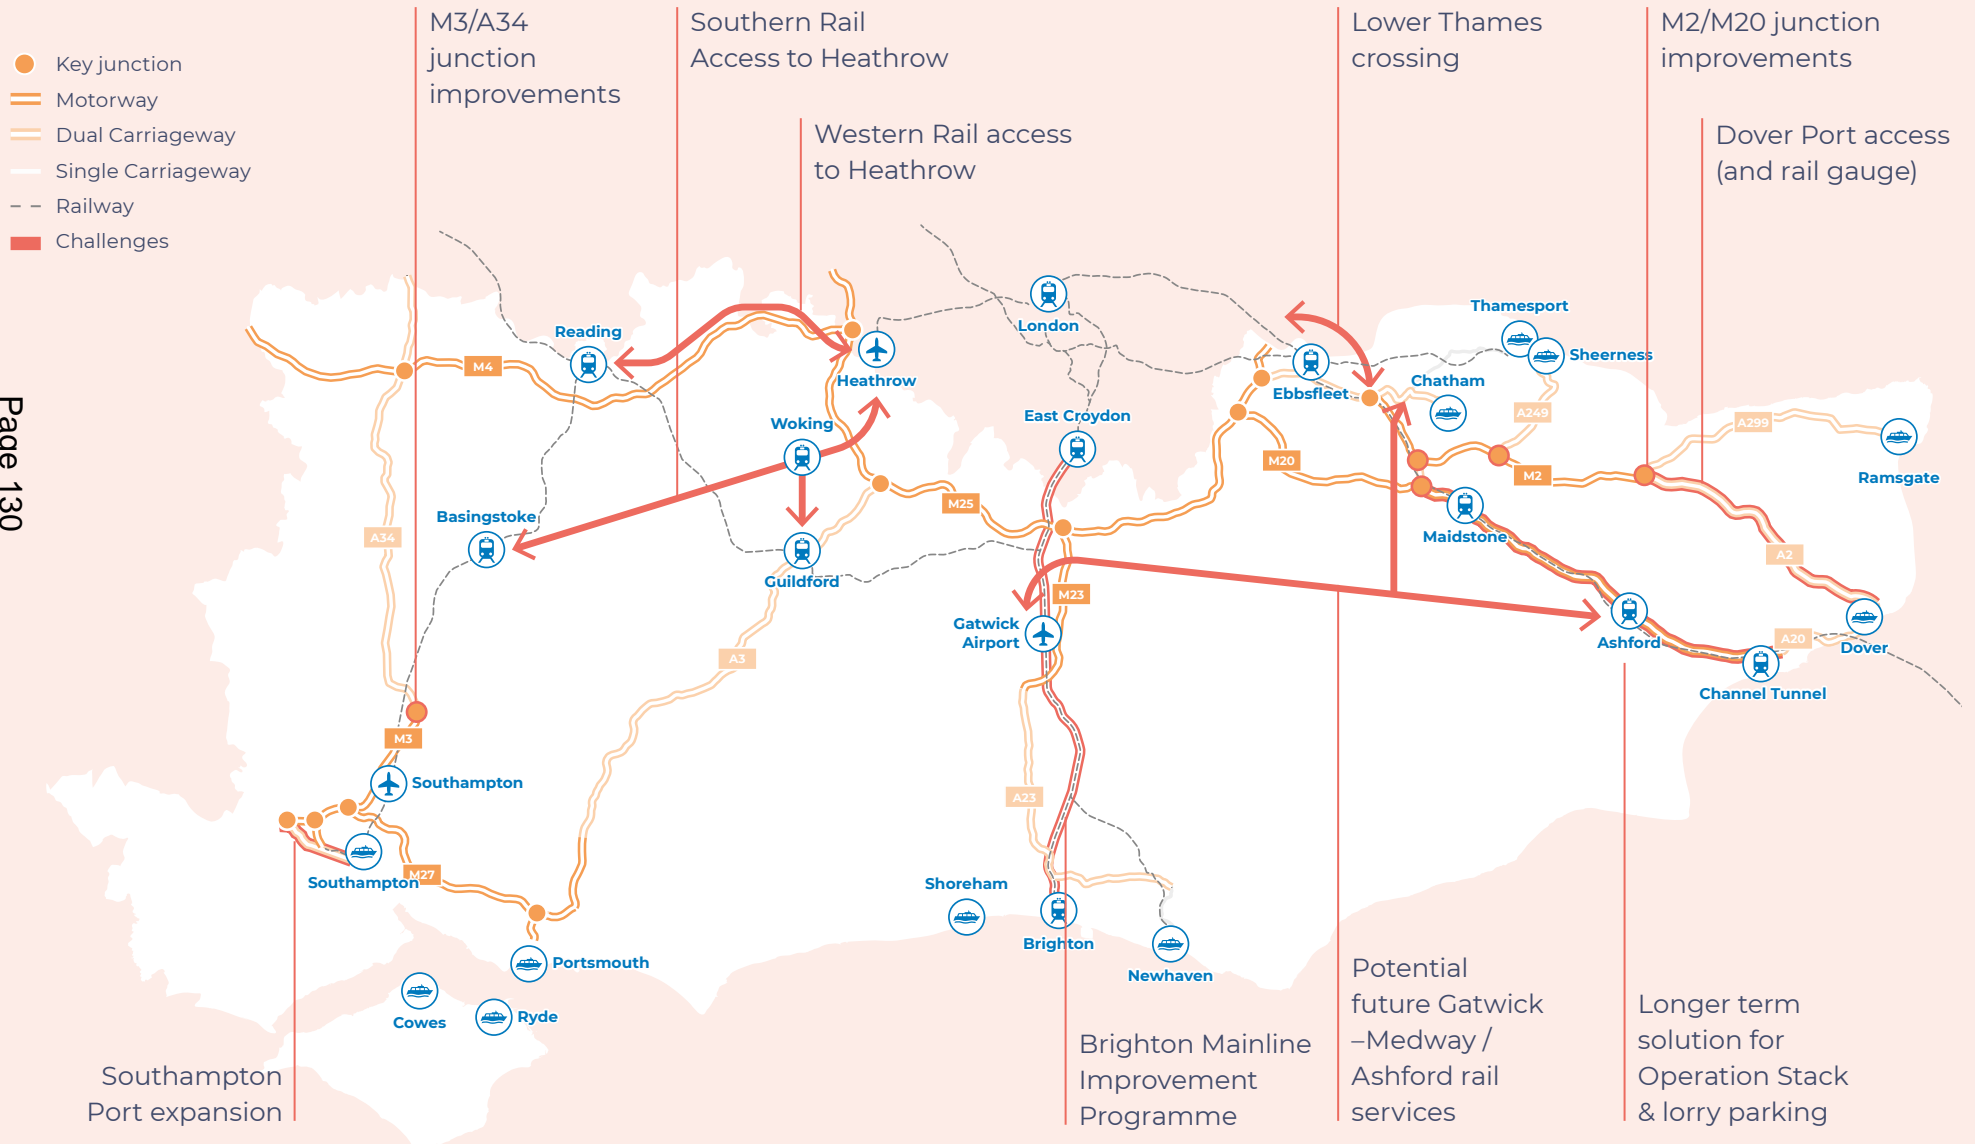 M3/A34
junction
improvements
Southern Rail
Access to Heathrow
Lower Thames
crossing
M2/M20 junction
improvements
Key junction
Motorway
Dual Carriageway
Single Carriageway
Railway
Challenges
Western Rail access
to Heathrow
Dover Port access
(and rail gauge)
Page 130
Reading
M4
Heathrow
London
Thamesport
Sheerness
Ebbsfleet
Chatham
A249
A299
Ramsgate
East Croydon
Woking
M20
M2
M25
Basingstoke
A34
Guildford
Maidstone
A2
M23
Gatwick
Airport
Ashford
A20
Dover
Channel Tunnel
A3
M3
Southampton
A23
Southampton
M27
Shoreham
Brighton
Newhaven
Portsmouth
Cowes
Ryde
Southampton
Port expansion
Brighton Mainline
Improvement
Programme
Potential
future Gatwick
–Medway /
Ashford rail
services
Longer term
solution for
Operation Stack
& lorry parking